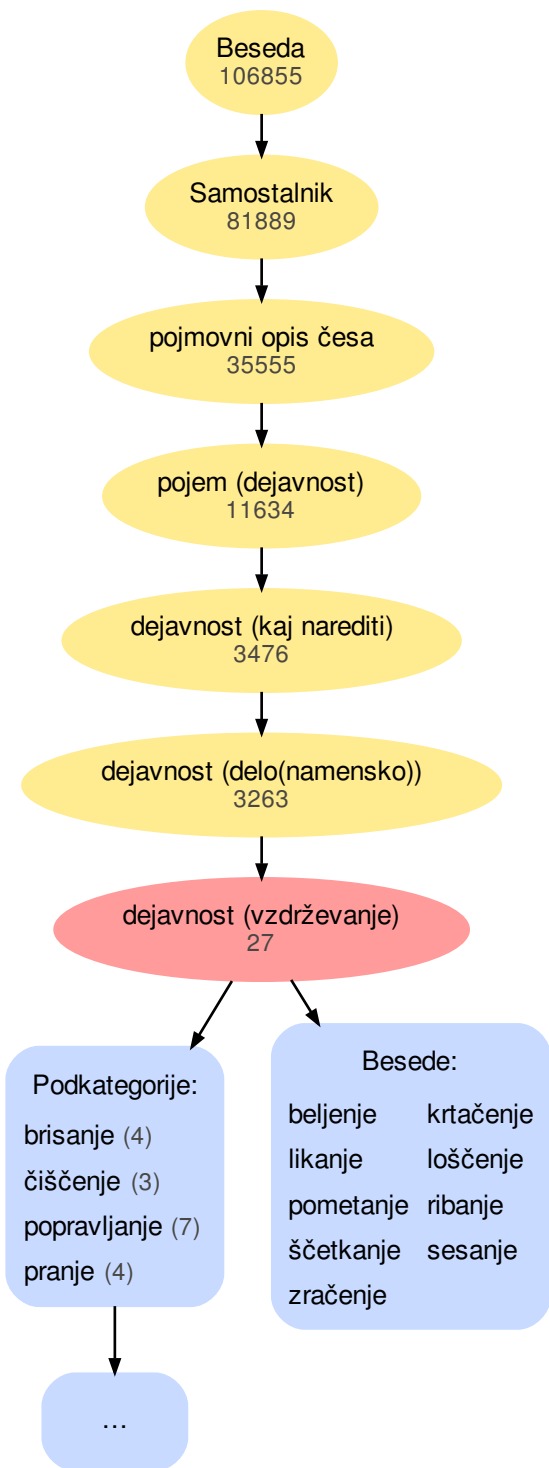 Beseda
106855
Samostalnik
81889
pojmovni opis česa
35555
pojem (dejavnost)
11634
dejavnost (kaj narediti)
3476
dejavnost (delo(namensko))
3263
dejavnost (vzdrževanje)
27
Podkategorije:
brisanje (4)
čiščenje (3)
popravljanje (7)
pranje (4)
Besede:
beljenje krtačenje
likanje loščenje
pometanje ribanje
ščetkanje sesanje
zračenje
...